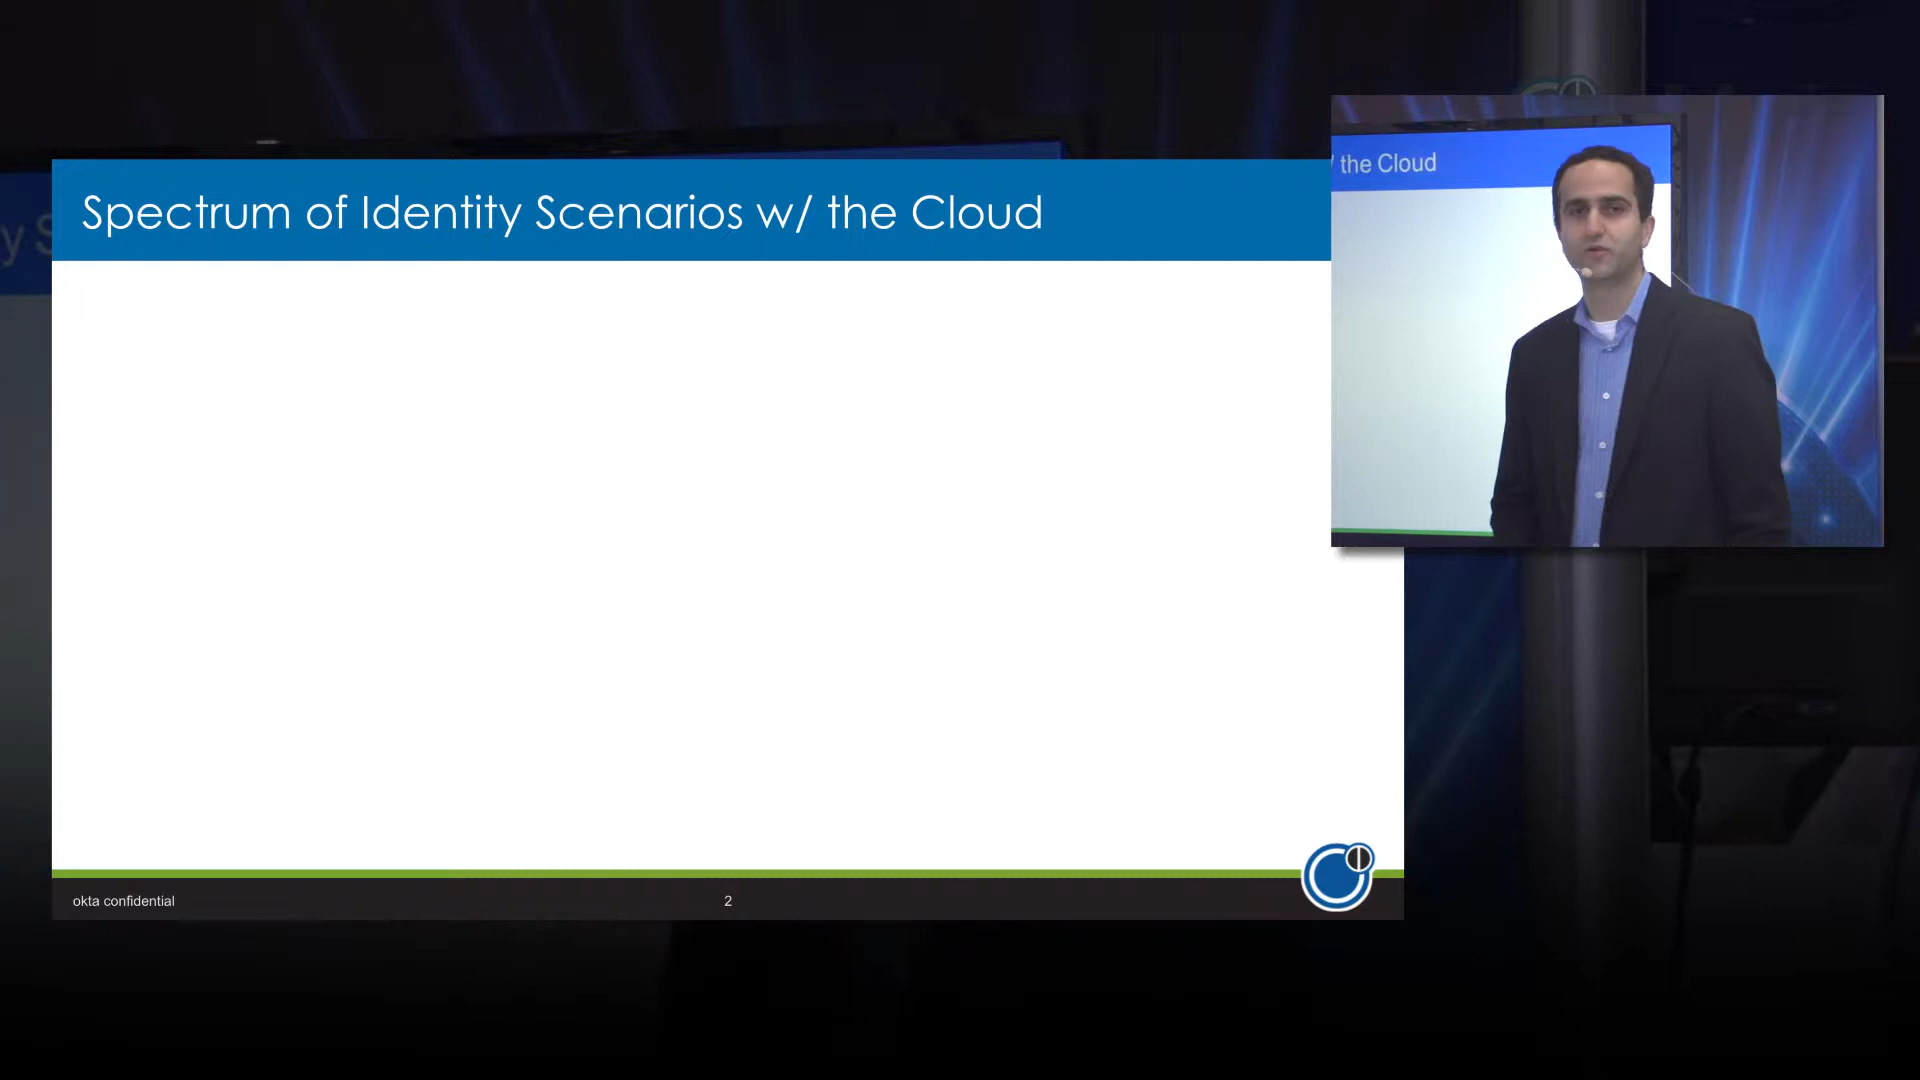 Spectrum of Identity Scenarios w/ the Cloud
/ the Cloud
y S
okta confidential
2